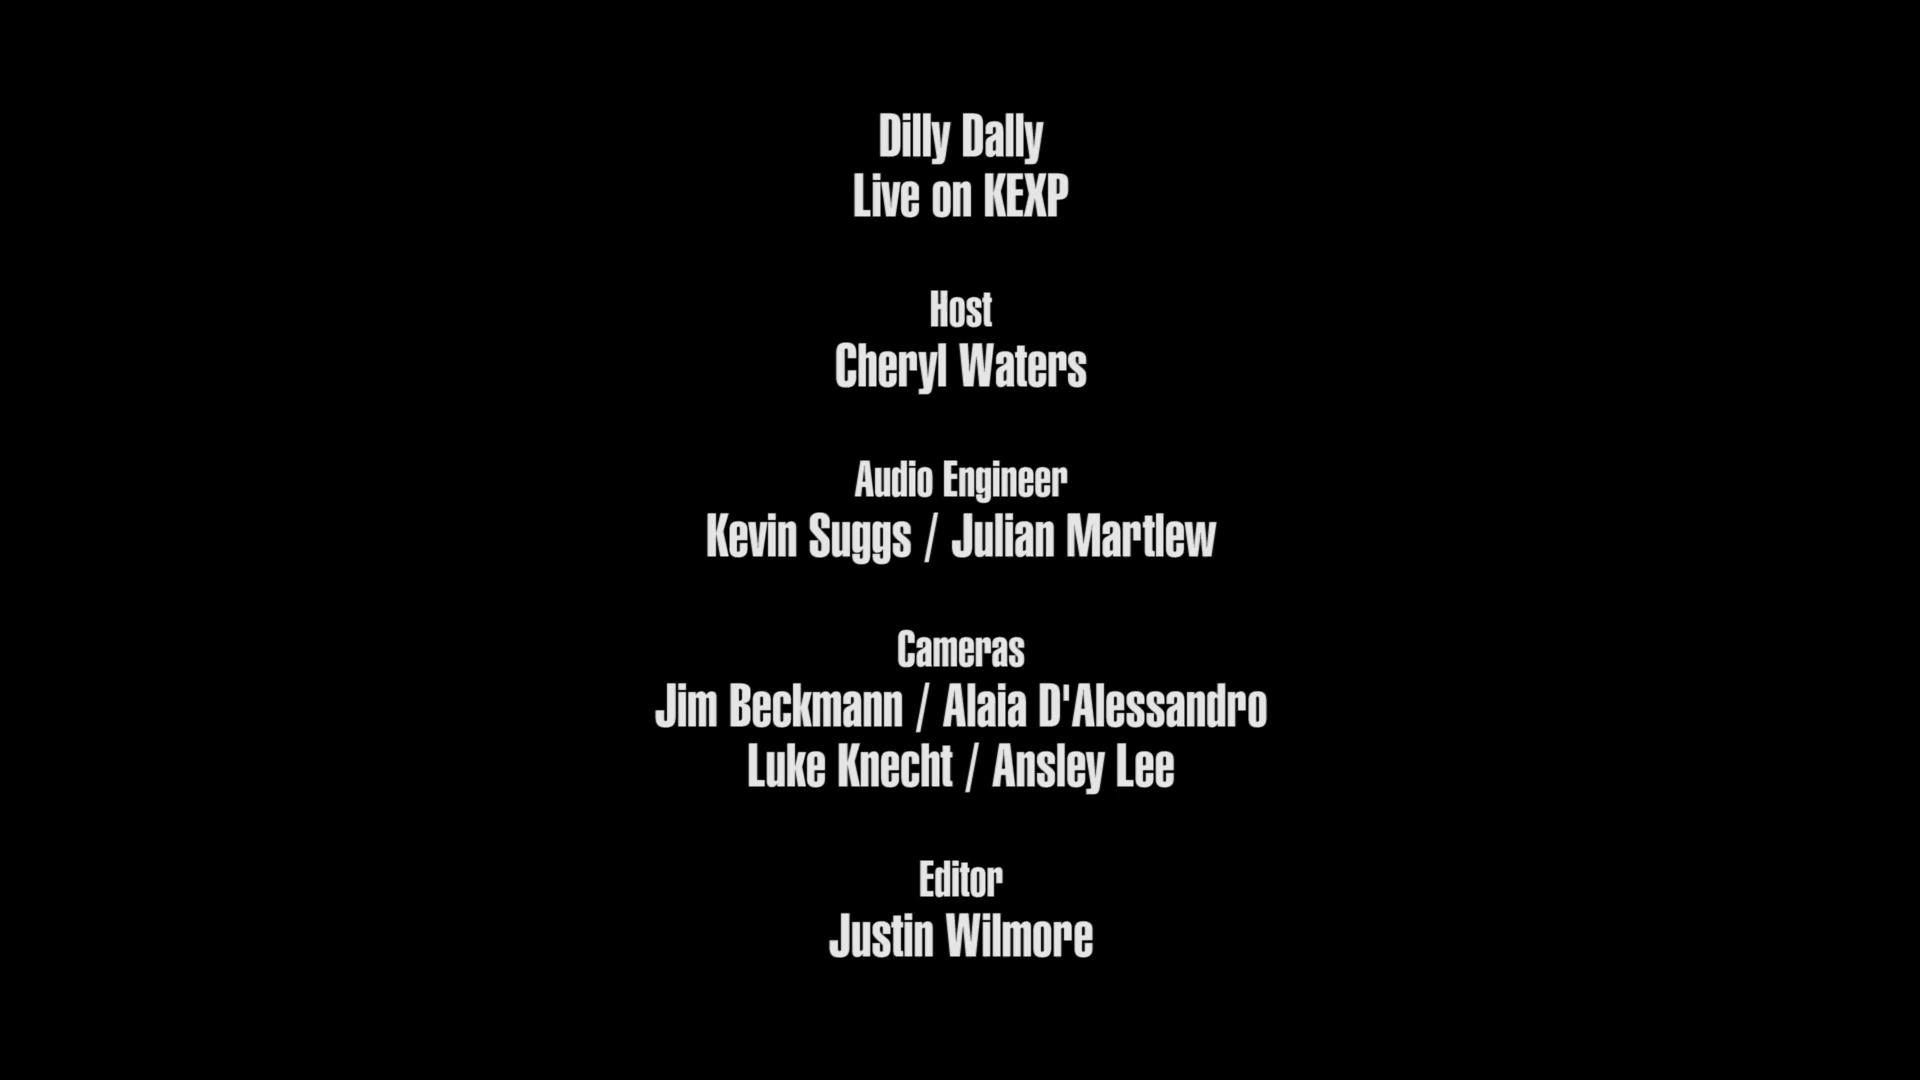 Dilly Dally
Live on KEXP
Host
Cheryl Waters
Audio Engineer
Kevin Suggs / Julian Martlew
Cameras
Jim Beckmann / Alaia D'Alessandro
Luke Knecht / Ansley Lee
Editor
Justin Wilmore